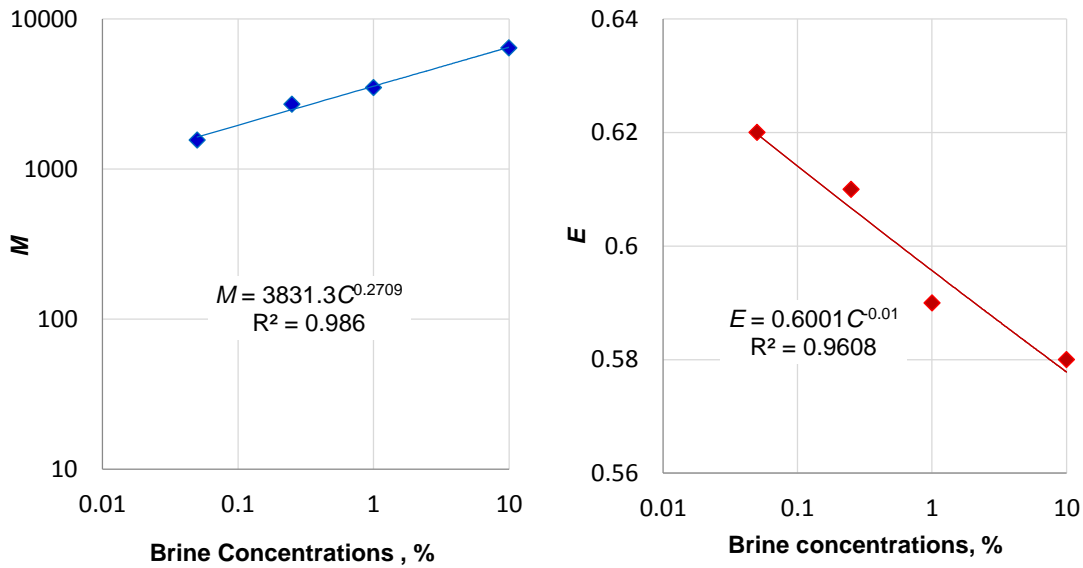 10000
1000
100
10
M
M = 3831.3C^0.2709
R² = 0.986
0.01
0.1
1
10
Brine Concentrations , %
0.64
0.62
0.6
0.58
0.56
E
E = 0.6001C^-0.01
R² = 0.9608
0.01
0.1
1
10
Brine concentrations, %